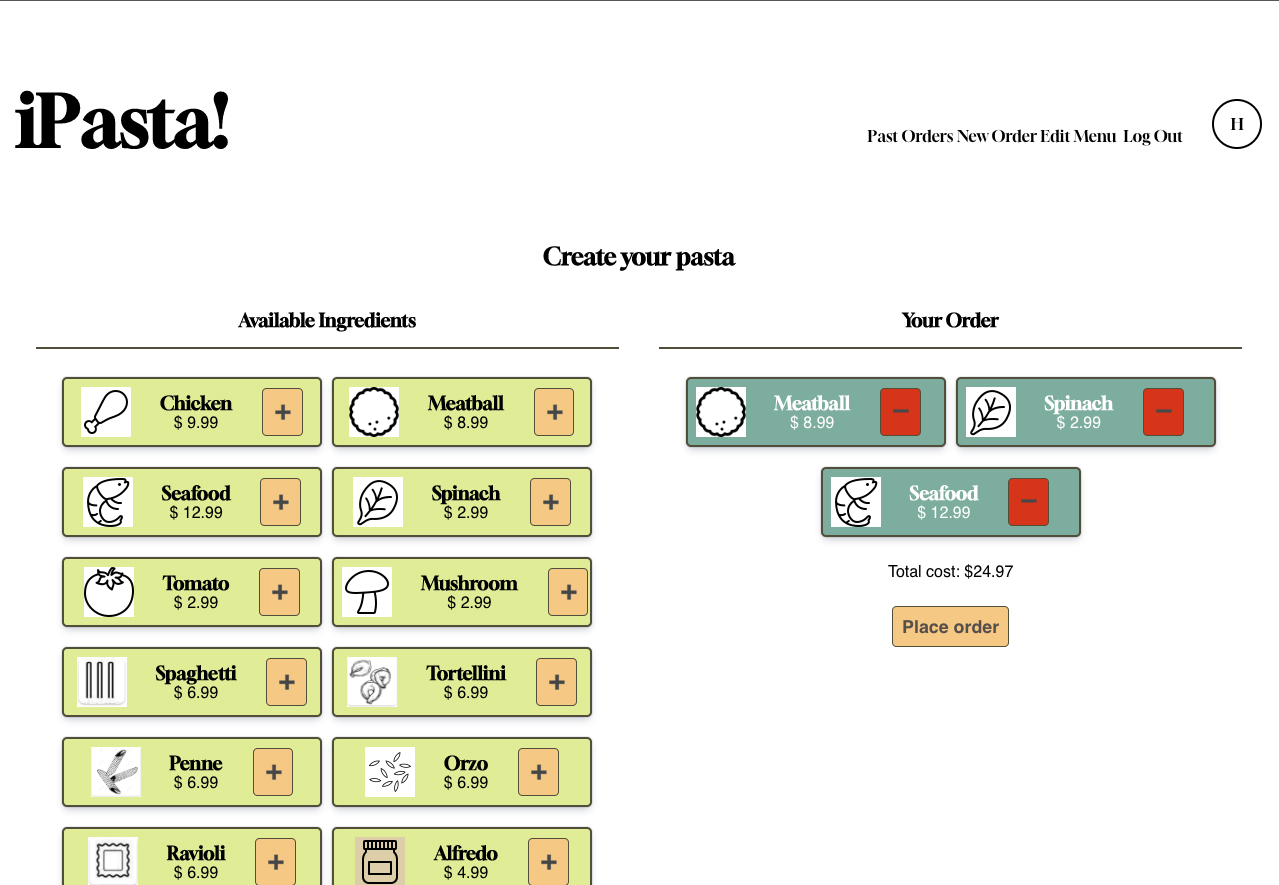 iPasta!
Past Orders New Order Edit Menu Log Out
H
Create your pasta
Available Ingredients
Chicken
$ 9.99
+
Meatball
$ 8.99
+
Seafood
$ 12.99
+
Spinach
$ 2.99
+
Tomato
$ 2.99
+
Mushroom
$ 2.99
+
Spaghetti
$ 6.99
+
Tortellini
$ 6.99
+
Penne
$ 6.99
+
Orzo
$ 6.99
+
Ravioli
$ 6.99
+
Alfredo
$ 4.99
+
Your Order
Meatball
$ 8.99
−
Spinach
$ 2.99
−
Seafood
$ 12.99
−
Total cost: $24.97
Place order